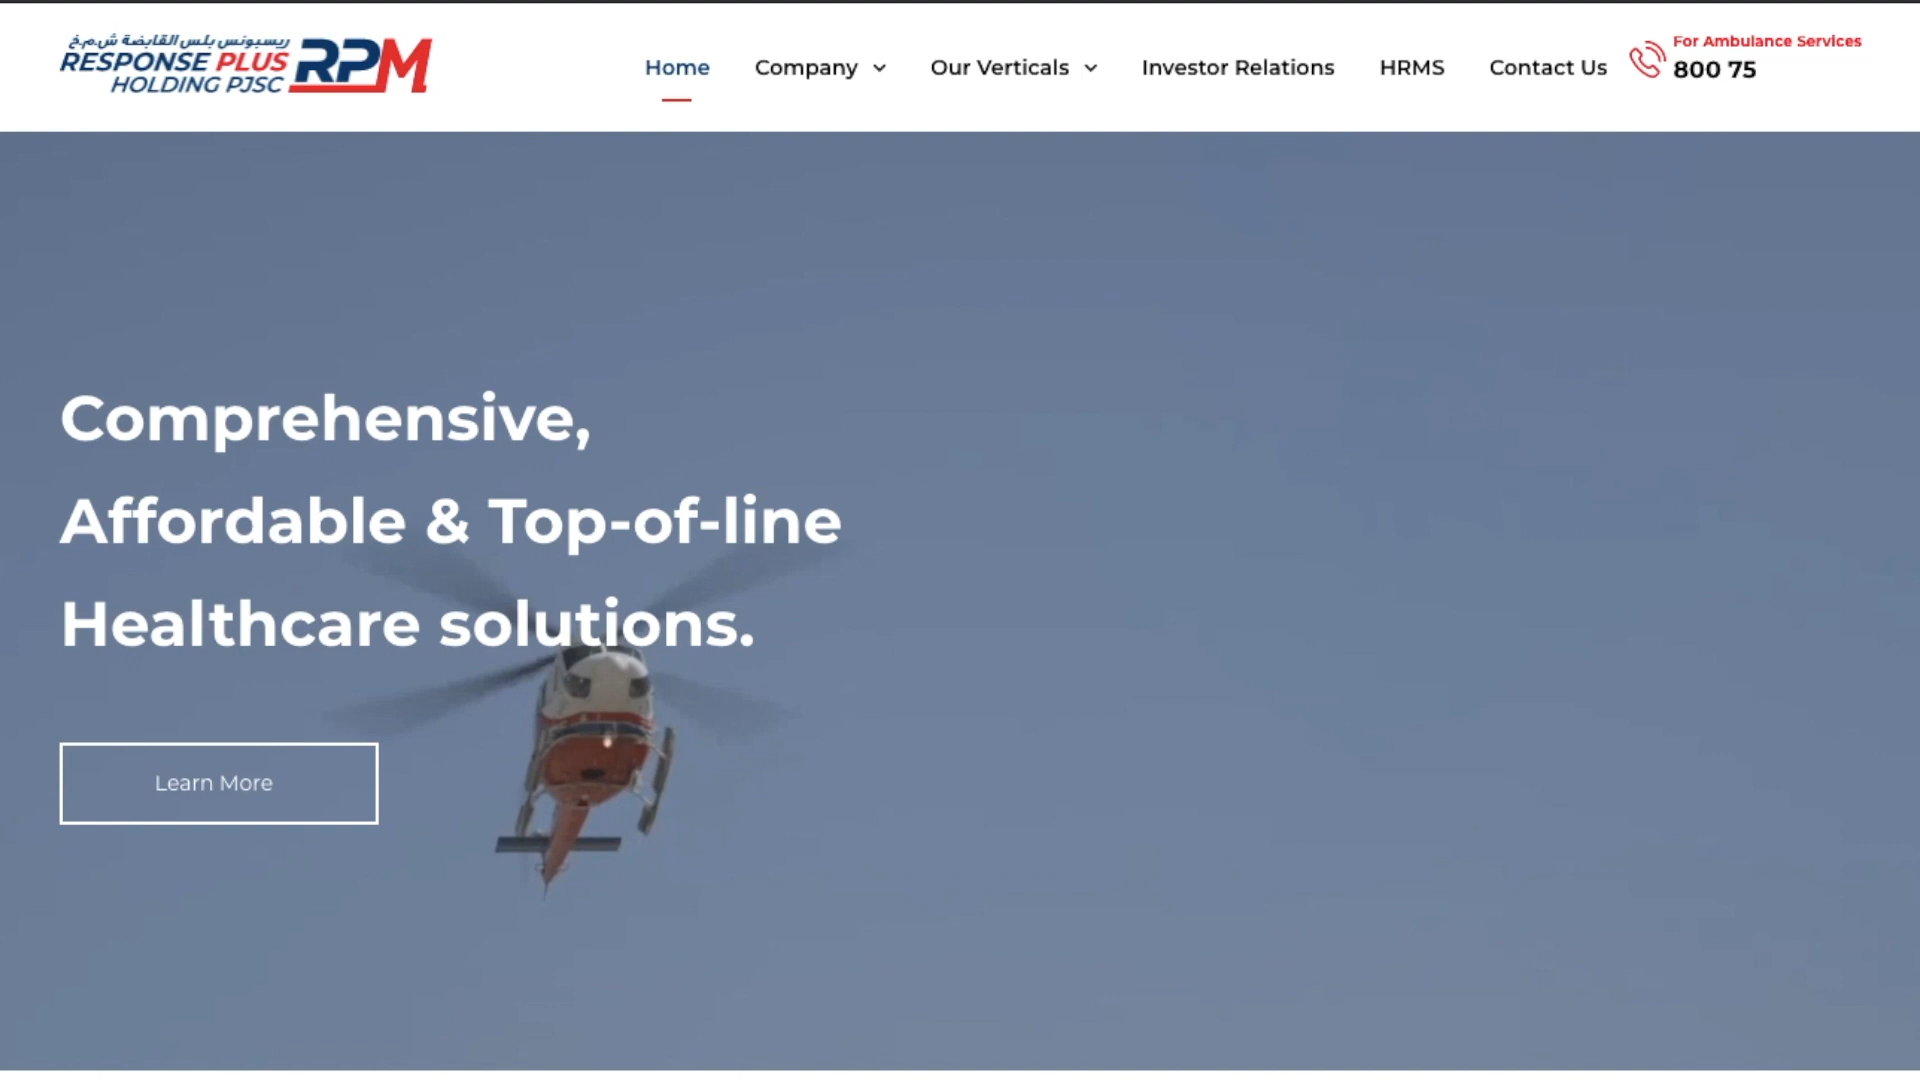 ريسبونس بلس القابضة ش.م.خ
RESPONSE PLUS
HOLDING PJSC
RPM
Home
Company
Our Verticals
Investor Relations
HRMS
Contact Us
For Ambulance Services
800 75
Comprehensive,
Affordable & Top-of-line
Healthcare solutions.
Learn More